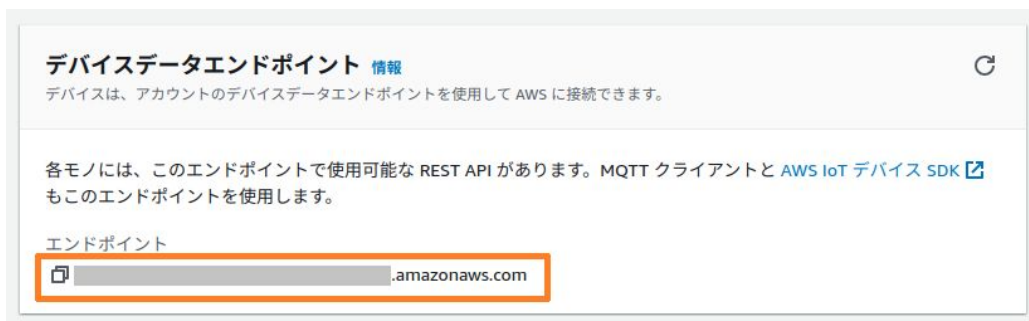 デバイスデータエンドポイント 情報
デバイスは、アカウントのデバイスデータエンドポイントを使用して AWS に接続できます。
各モノには、このエンドポイントで使用可能な REST API があります。MQTT クライアントと AWS IoT デバイス SDK
もこのエンドポイントを使用します。
エンドポイント
.amazonaws.com